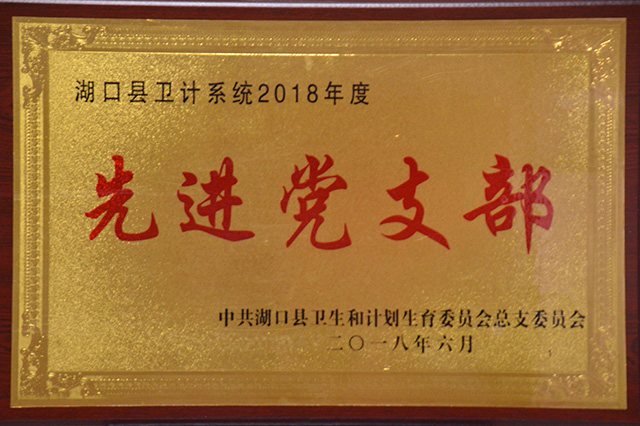 湖口县卫计系统2018年度
先进党支部
中共湖口县卫生和计划生育委员会总支委员会
二〇一八年六月